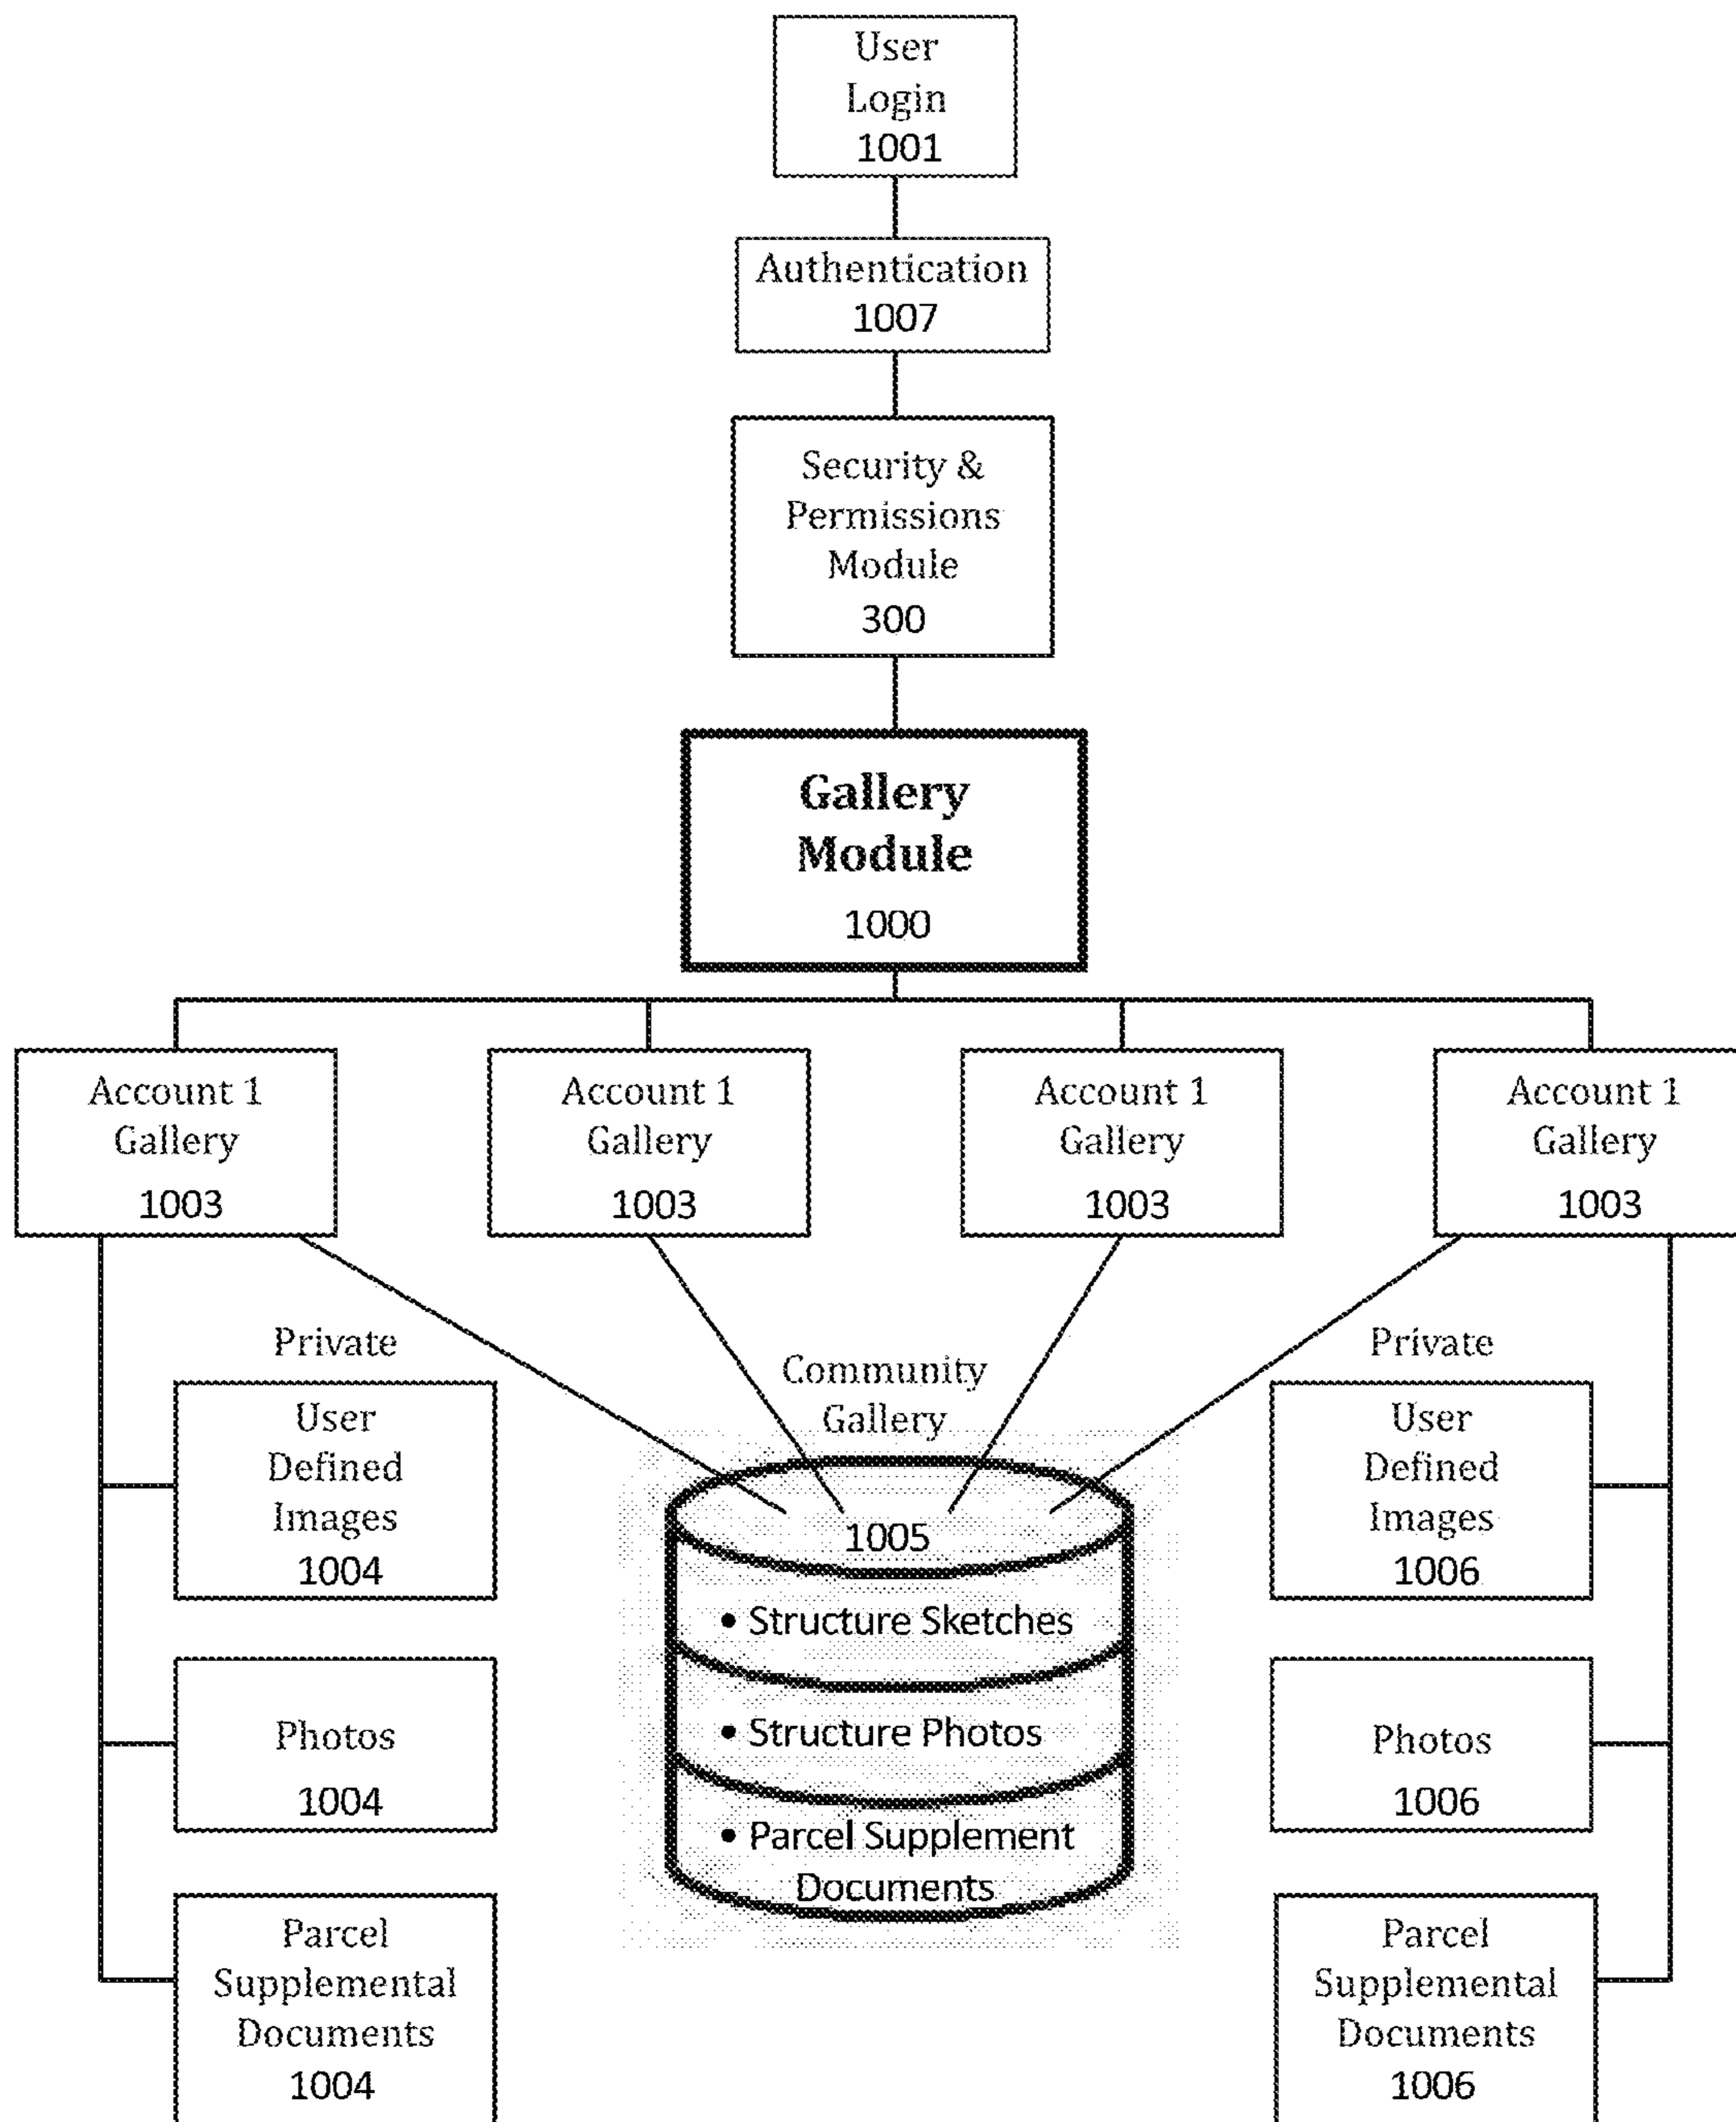 User
Login
1001
Authentication
1007
Security &
Permissions
Module
300
Gallery
Module
1000
Account 1
Gallery
1003
Account 1
Gallery
1003
Account 1
Gallery
1003
Account 1
Gallery
1003
Private
User
Defined
Images
1004
Photos
1004
Parcel
Supplemental
Documents
1004
Community
Gallery
1005
• Structure Sketches
• Structure Photos
• Parcel Supplement
Documents
Private
User
Defined
Images
1006
Photos
1006
Parcel
Supplemental
Documents
1006